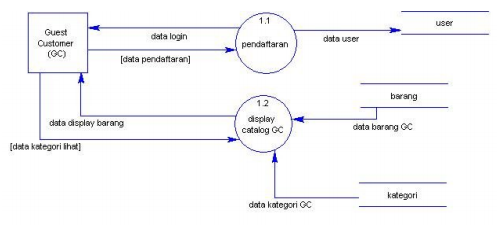 Guest
Customer
(GC)
data login
[data pendaftaran]
1.1
pendaftaran
data user
user
data display barang
[data kategori lihat]
1.2
display
catalog GC
barang
data barang GC
data kategori GC
kategori